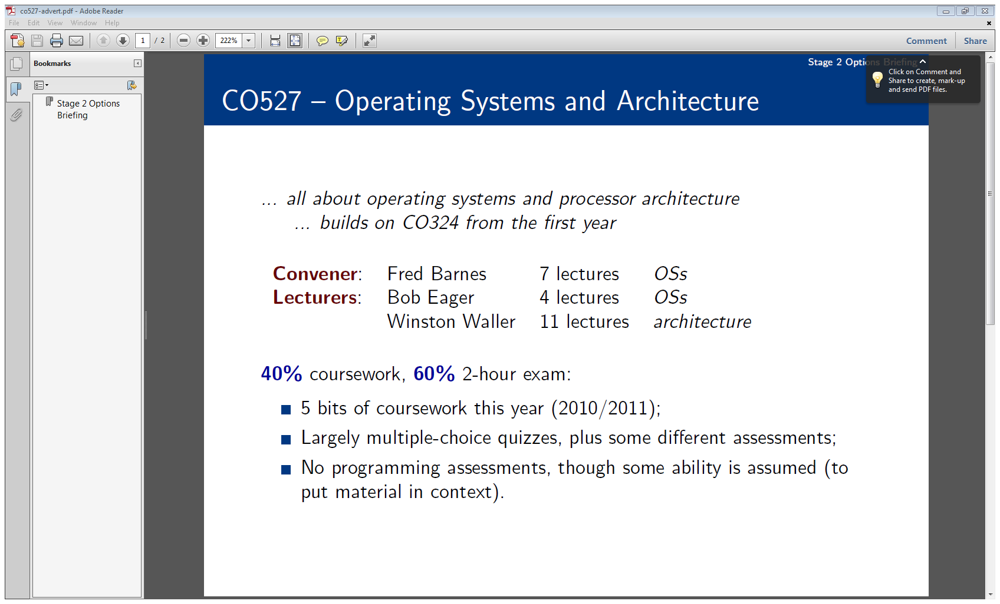 co527-advert.pdf - Adobe Reader
File Edit View Window Help
1 / 2 222% Comment Share
Bookmarks
Stage 2 Options
Briefing
Stage 2 Options Briefing
Click on Comment and
Share to create, mark-up
and send PDF files.
CO527 – Operating Systems and Architecture
... all about operating systems and processor architecture
... builds on CO324 from the first year
Convener: Fred Barnes 7 lectures OSs
Lecturers: Bob Eager 4 lectures OSs
Winston Waller 11 lectures architecture
40% coursework, 60% 2-hour exam:
5 bits of coursework this year (2010/2011);
Largely multiple-choice quizzes, plus some different assessments;
No programming assessments, though some ability is assumed (to
put material in context).